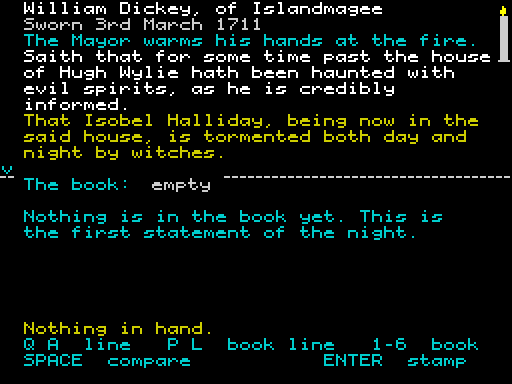 William Dickey, of Islandmagee
Sworn 3rd March 1711
The Mayor warms his hands at the fire.
Saith that for some time past the house
of Hugh Wylie hath been haunted with
evil spirits, as he is credibly
informed.
That Isobel Halliday, being now in the
said house, is tormented both day and
night by witches.
v
The book: empty
Nothing is in the book yet. This is
the first statement of the night.
Nothing in hand.
Q A line P L book line 1-6 book
SPACE compare ENTER stamp